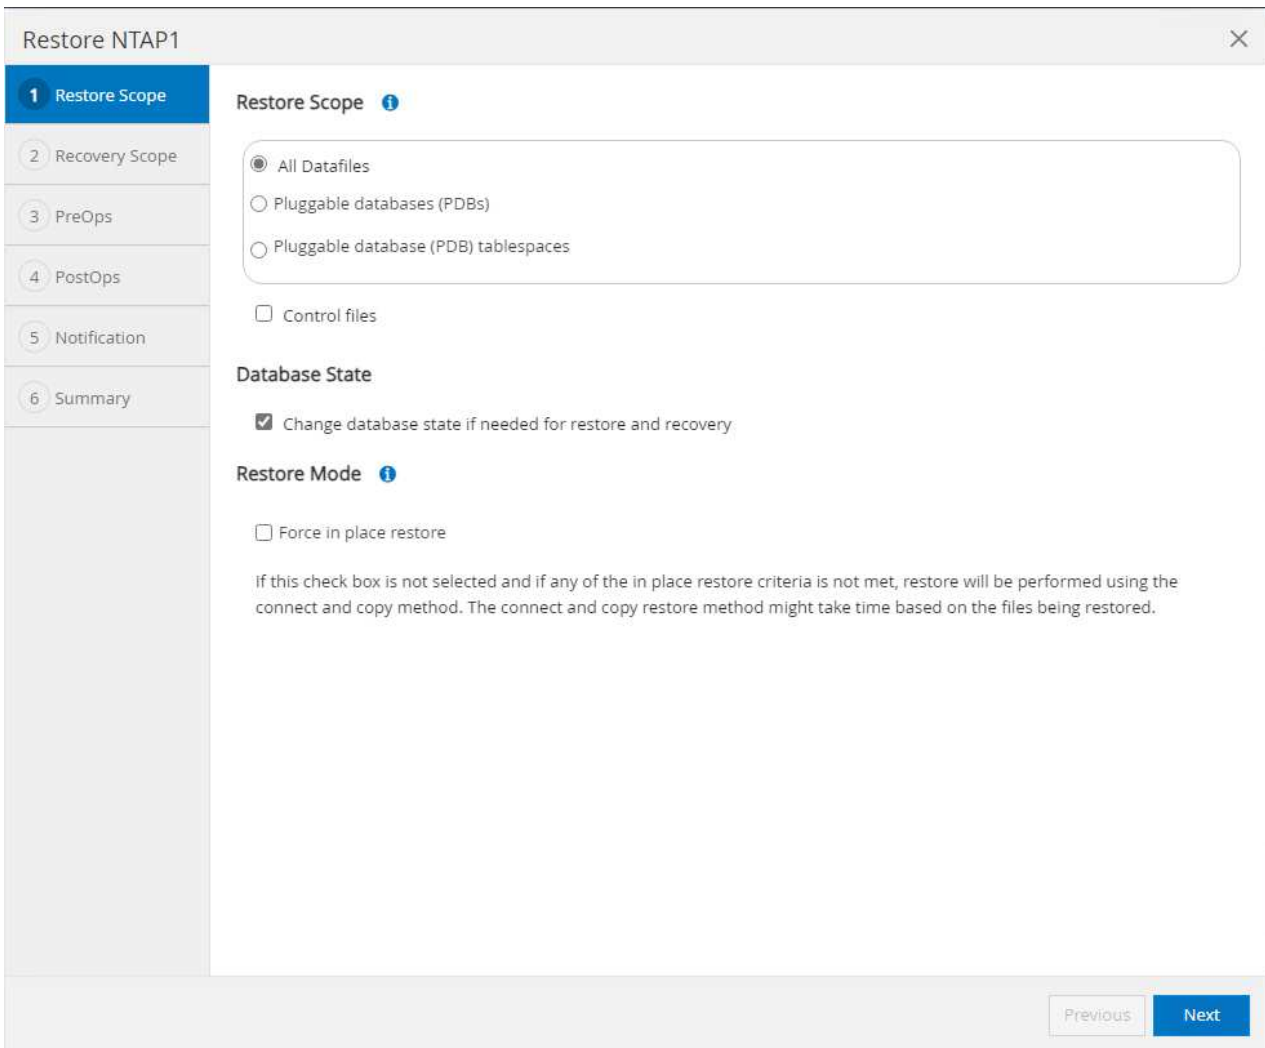 Restore NTAP1
1 Restore Scope
2 Recovery Scope
3 PreOps
4 PostOps
5 Notification
6 Summary
Restore Scope
All Datafiles
Pluggable databases (PDBs)
Pluggable database (PDB) tablespaces
Control files
Database State
Change database state if needed for restore and recovery
Restore Mode
Force in place restore
If this check box is not selected and if any of the in place restore criteria is not met, restore will be performed using the
connect and copy method. The connect and copy restore method might take time based on the files being restored.
Previous
Next